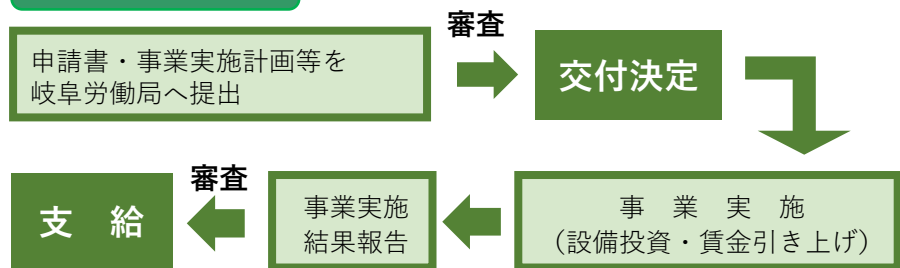 審査
申請書・事業実施計画等を
岐阜労働局へ提出
交付決定
審査
支　給
事業実施
結果報告
事　業　実　施
（設備投資・賃金引き上げ）